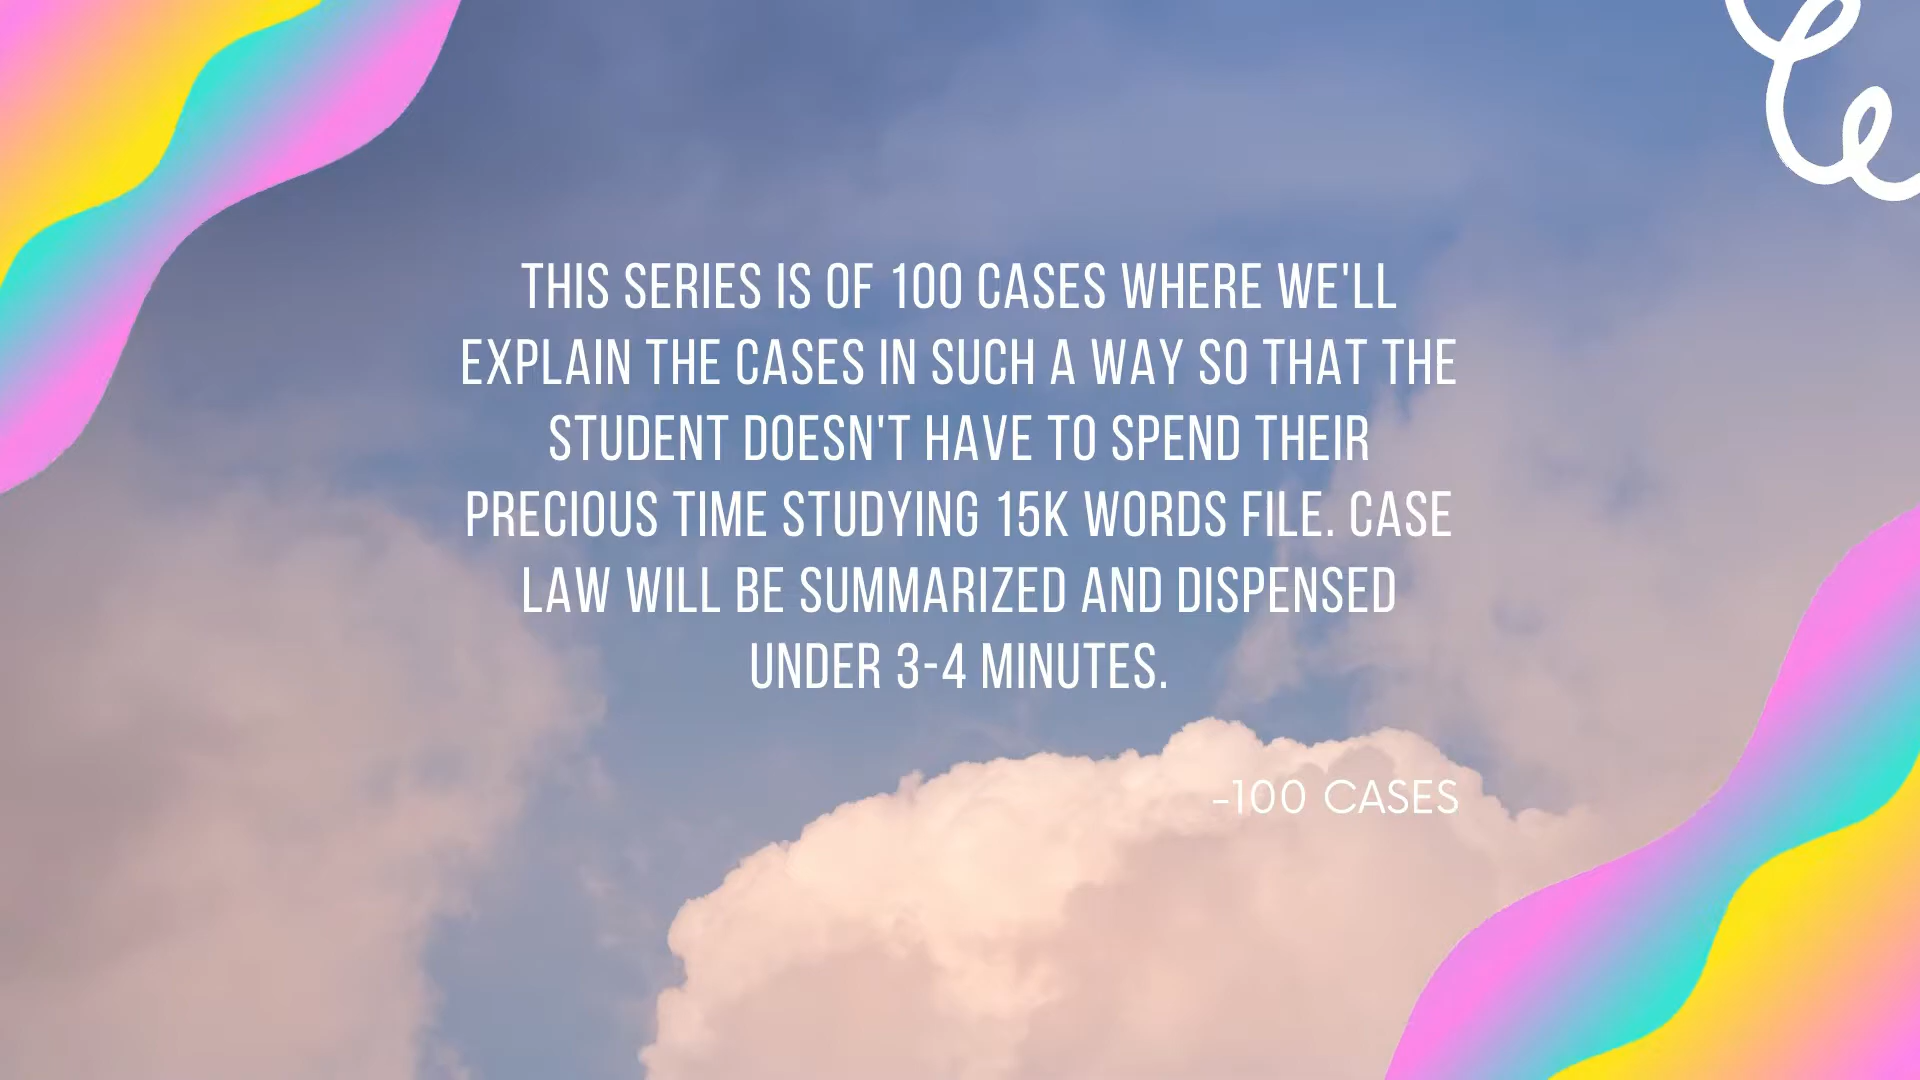 THIS SERIES IS OF 100 CASES WHERE WE'LL
EXPLAIN THE CASES IN SUCH A WAY SO THAT THE
STUDENT DOESN'T HAVE TO SPEND THEIR
PRECIOUS TIME STUDYING 15K WORDS FILE. CASE
LAW WILL BE SUMMARIZED AND DISPENSED
UNDER 3-4 MINUTES.
-100 CASES